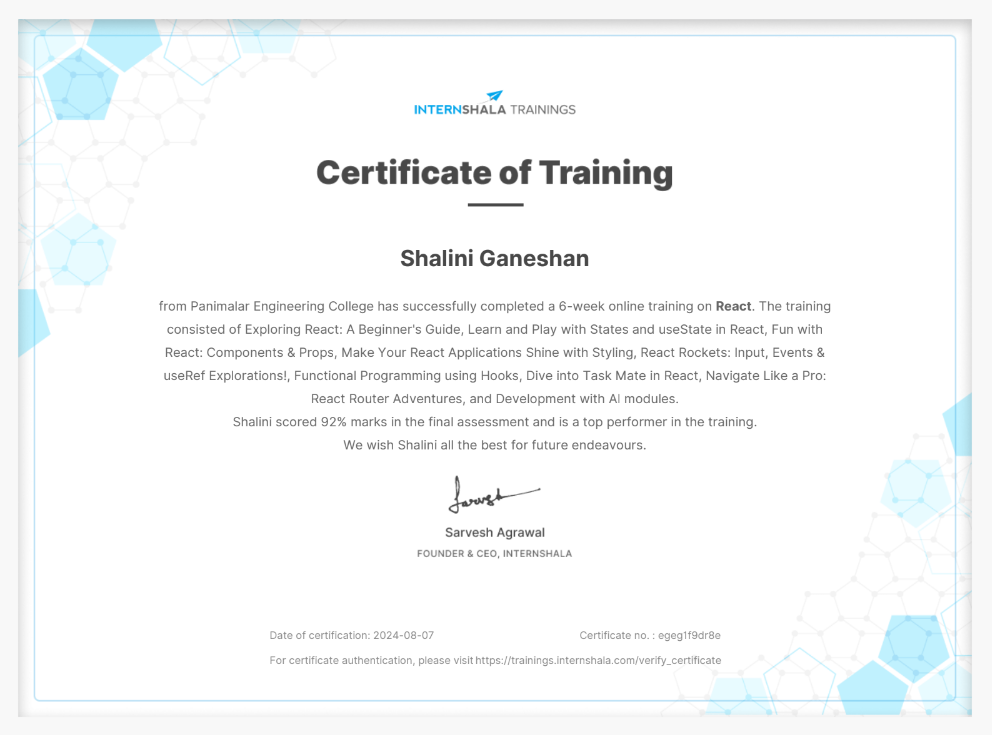 INTERNSHALA TRAININGS
Certificate of Training
Shalini Ganeshan
from Panimalar Engineering College has successfully completed a 6-week online training on React. The training
consisted of Exploring React: A Beginner's Guide, Learn and Play with States and useState in React, Fun with
React: Components & Props, Make Your React Applications Shine with Styling, React Rockets: Input, Events &
useRef Explorations!, Functional Programming using Hooks, Dive into Task Mate in React, Navigate Like a Pro:
React Router Adventures, and Development with AI modules.
Shalini scored 92% marks in the final assessment and is a top performer in the training.
We wish Shalini all the best for future endeavours.
Sarvesh
Sarvesh Agrawal
FOUNDER & CEO, INTERNSHALA
Date of certification: 2024-08-07
Certificate no. : egeg1f9dr8e
For certificate authentication, please visit https://trainings.internshala.com/verify_certificate